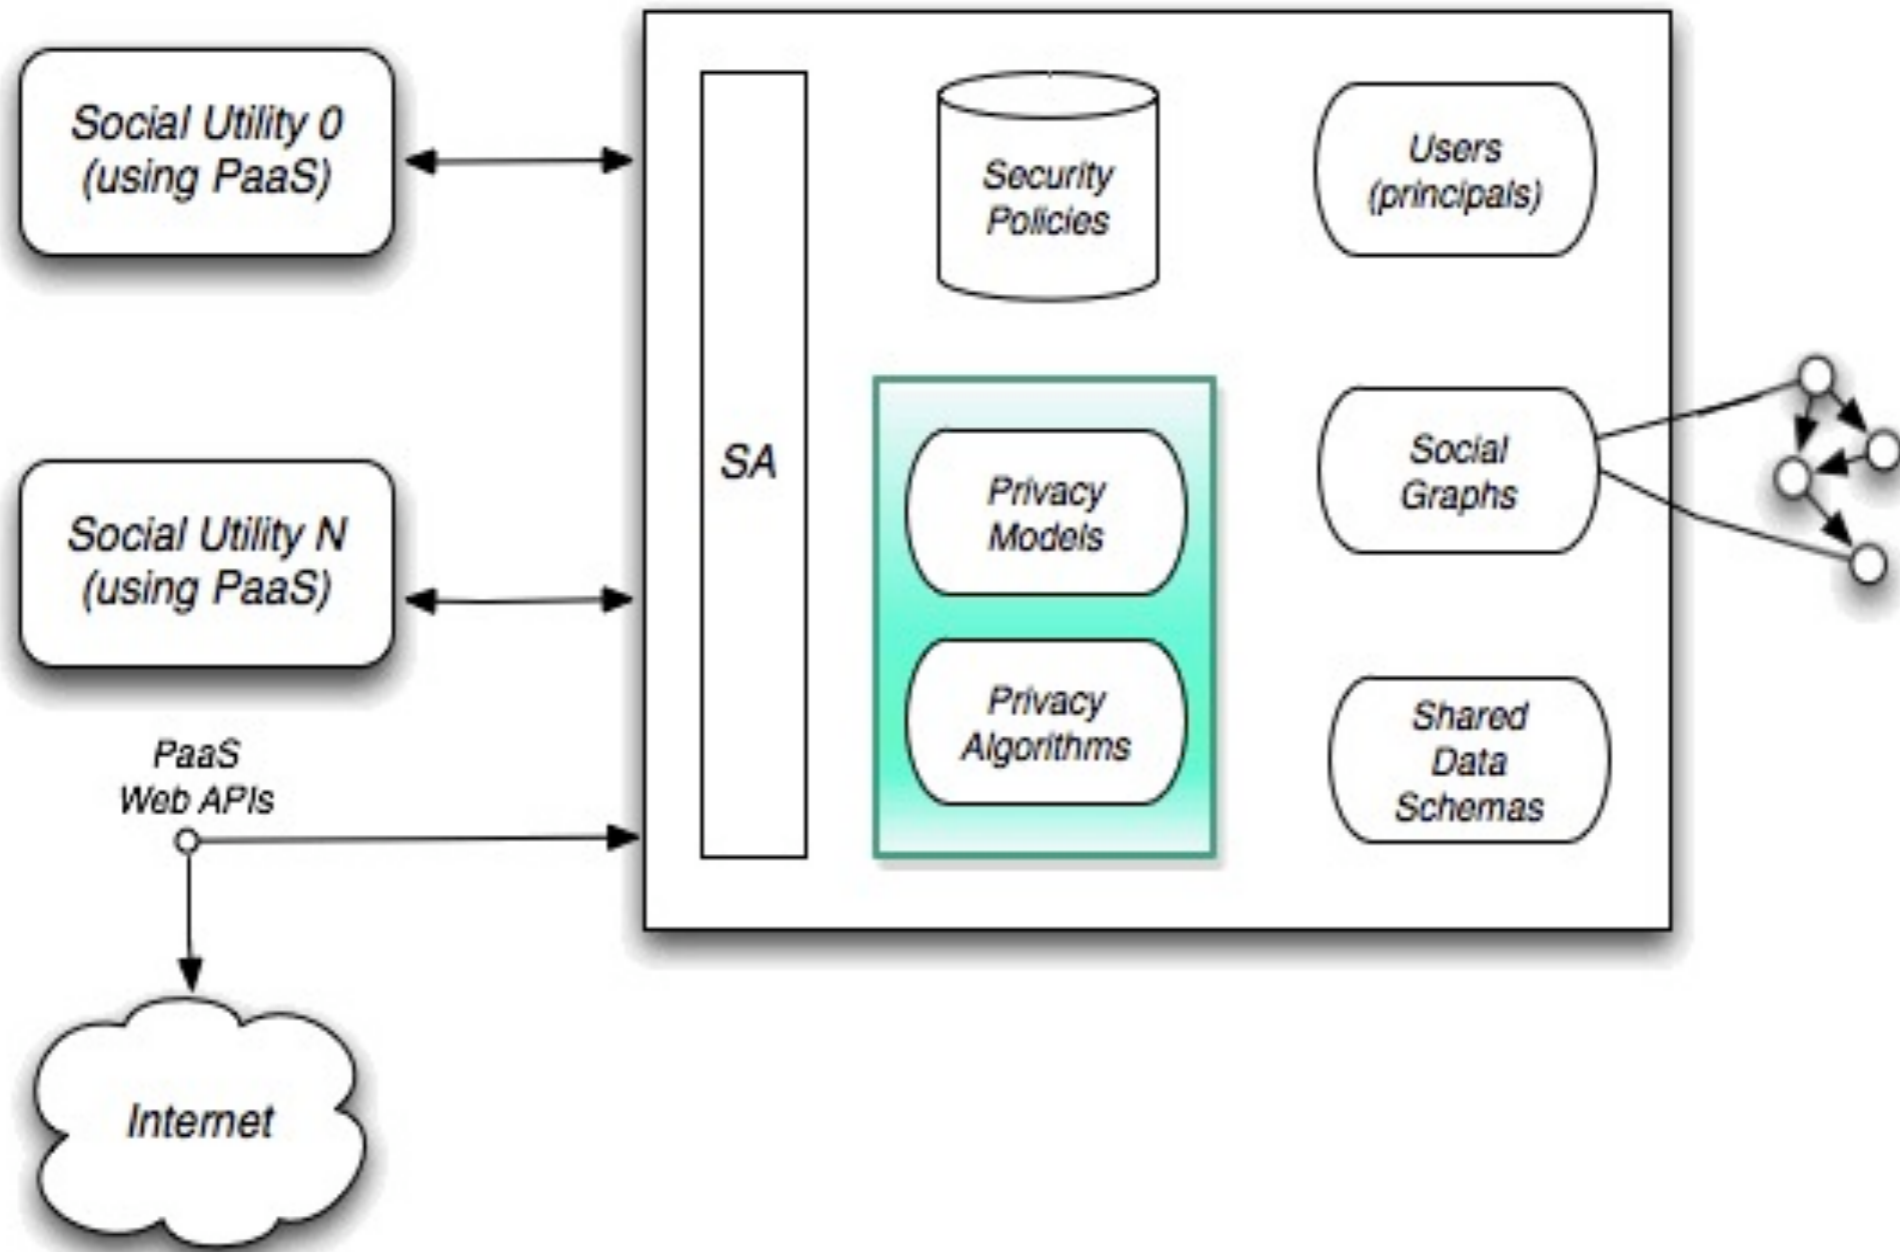 Social Utility 0
(using PaaS)
Social Utility N
(using PaaS)
PaaS
Web APIs
Internet
SA
Security
Policies
Privacy
Models
Privacy
Algorithms
Users
(principals)
Social
Graphs
Shared
Data
Schemas